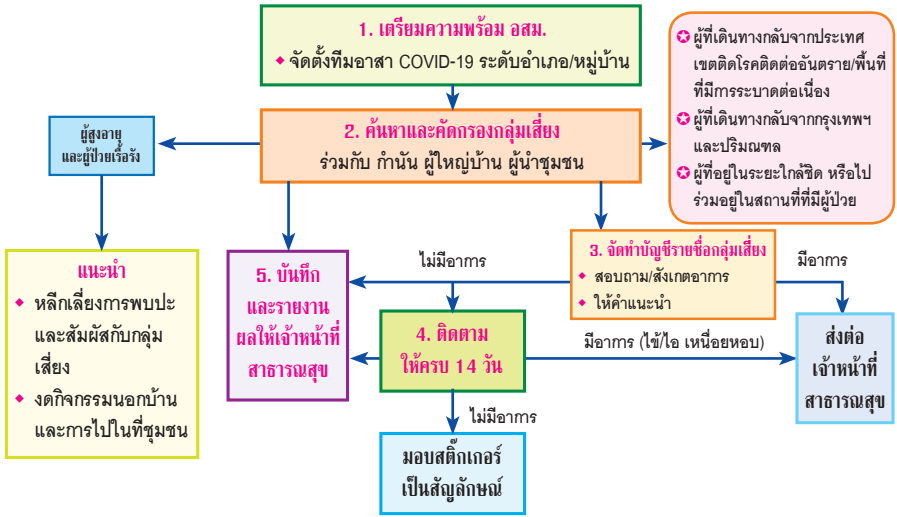 1. เตรียมความพร้อม อสม.
◆ จัดตั้งทีมอาสา COVID-19 ระดับอำเภอ/หมู่บ้าน
2. ค้นหาและคัดกรองกลุ่มเสี่ยง
ร่วมกับ กำนัน ผู้ใหญ่บ้าน ผู้นำชุมชน
✪ ผู้ที่เดินทางกลับจากประเทศ
เขตติดโรคติดต่ออันตราย/พื้นที่
ที่มีการระบาดต่อเนื่อง
✪ ผู้ที่เดินทางกลับจากกรุงเทพฯ
และปริมณฑล
✪ ผู้ที่อยู่ในระยะใกล้ชิด หรือไป
ร่วมอยู่ในสถานที่ที่มีผู้ป่วย
ผู้สูงอายุ
และผู้ป่วยเรื้อรัง
แนะนำ
◆ หลีกเลี่ยงการพบปะ
และสัมผัสกับกลุ่ม
เสี่ยง
◆ งดกิจกรรมนอกบ้าน
และการไปในที่ชุมชน
3. จัดทำบัญชีรายชื่อกลุ่มเสี่ยง
◆ สอบถาม/สังเกตอาการ
◆ ให้คำแนะนำ
ไม่มีอาการ
มีอาการ
5. บันทึก
และรายงาน
ผลให้เจ้าหน้าที่
สาธารณสุข
4. ติดตาม
ให้ครบ 14 วัน
มีอาการ (ไข้/ไอ เหนื่อยหอบ)
ส่งต่อ
เจ้าหน้าที่
สาธารณสุข
ไม่มีอาการ
มอบสติ๊กเกอร์
เป็นสัญลักษณ์